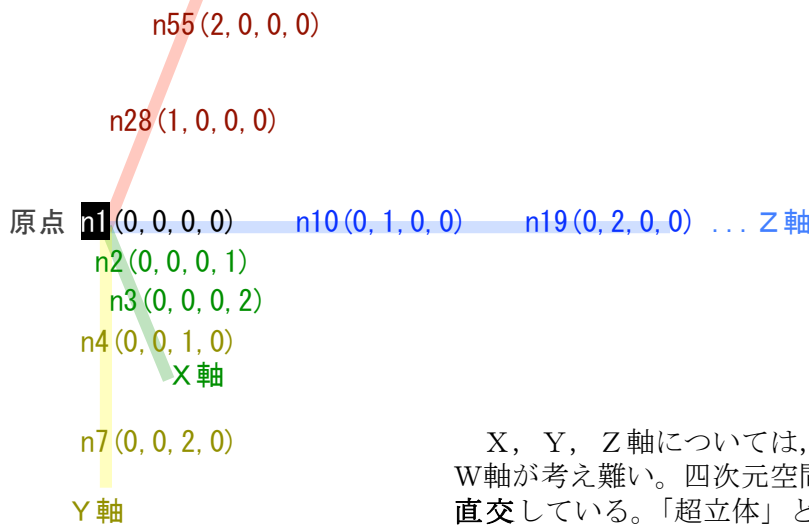 n55(2,0,0,0)
n28(1,0,0,0)
原点 n1(0,0,0,0) n10(0,1,0,0) n19(0,2,0,0) ... Z軸
n2(0,0,0,1)
n3(0,0,0,2)
n4(0,0,1,0)
X軸
n7(0,0,2,0)
Y軸
X，Y，Z軸については，
W軸が考え難い。四次元空間
直交している。「超立体」と